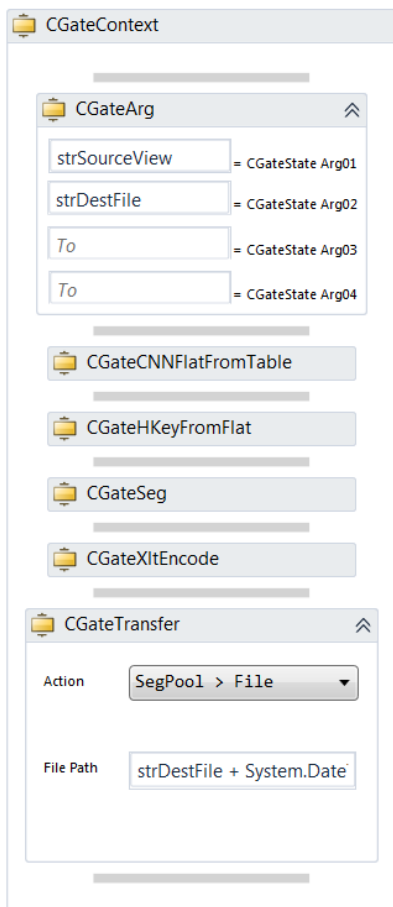 CGateContext
CGateArg
strSourceView = CGateState Arg01
strDestFile = CGateState Arg02
To = CGateState Arg03
To = CGateState Arg04
CGateCNNFlatFromTable
CGateHKeyFromFlat
CGateSeg
CGateXltEncode
CGateTransfer
Action SegPool > File
File Path strDestFile + System.Date